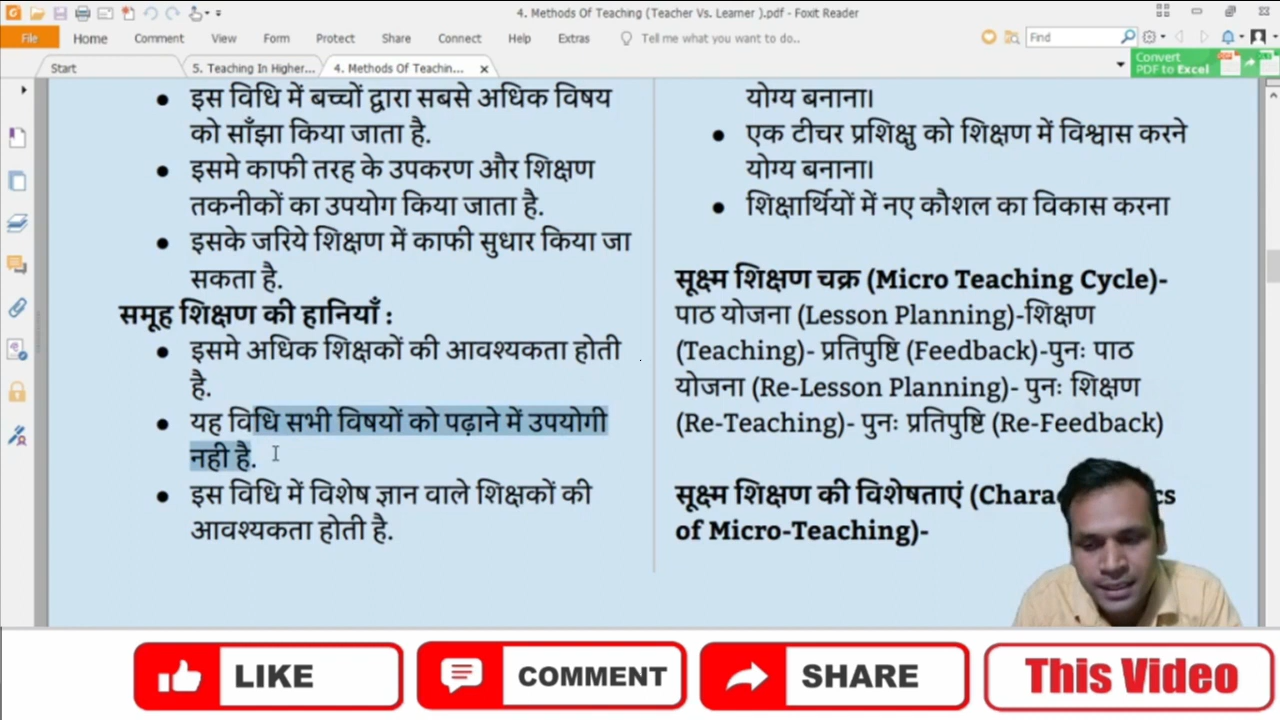 4. Methods Of Teaching (Teacher Vs. Learner ).pdf - Foxit Reader
File Home Comment View Form Protect Share Connect Help Extras Tell me what you want to do.. Find
Start 5. Teaching In Higher... 4. Methods Of Teachin...
Convert
PDF to Excel
इस विधि में बच्चों द्वारा सबसे अधिक विषय
को साँझा किया जाता है.
इसमे काफी तरह के उपकरण और शिक्षण
तकनीकों का उपयोग किया जाता है.
इसके जरिये शिक्षण में काफी सुधार किया जा
सकता है.
समूह शिक्षण की हानियाँ :
इसमे अधिक शिक्षकों की आवश्यकता होती
है.
यह विधि सभी विषयों को पढ़ाने में उपयोगी
नही है.
इस विधि में विशेष ज्ञान वाले शिक्षकों की
आवश्यकता होती है.
योग्य बनाना।
एक टीचर प्रशिक्षु को शिक्षण में विश्वास करने
योग्य बनाना।
शिक्षार्थियों में नए कौशल का विकास करना
सूक्ष्म शिक्षण चक्र (Micro Teaching Cycle)-
पाठ योजना (Lesson Planning)-शिक्षण
(Teaching)- प्रतिपुष्टि (Feedback)-पुनः पाठ
योजना (Re-Lesson Planning)- पुनः शिक्षण
(Re-Teaching)- पुनः प्रतिपुष्टि (Re-Feedback)
सूक्ष्म शिक्षण की विशेषताएं
of Micro-Teaching)-
LIKE COMMENT SHARE This Video